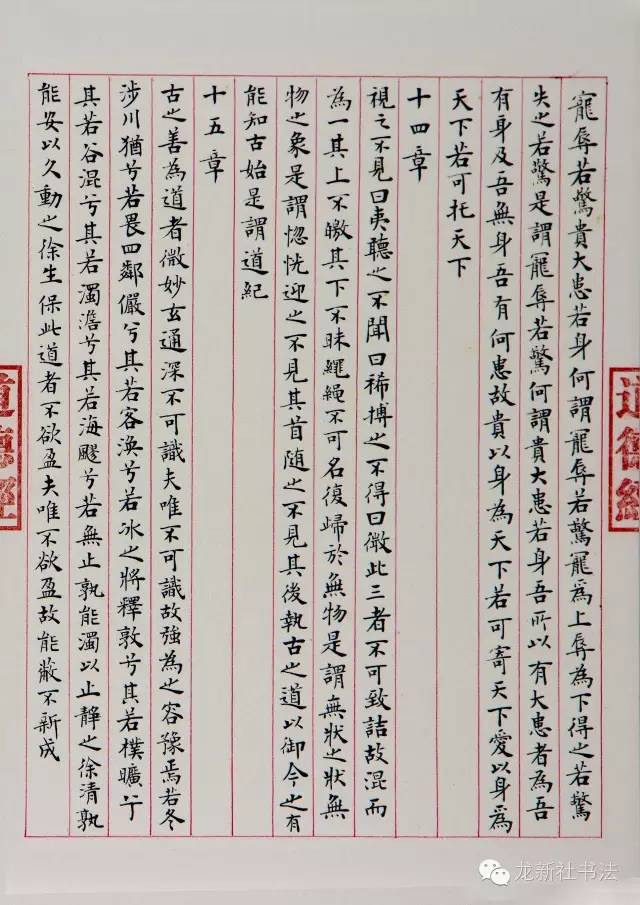 寵辱若驚貴大患若身何謂寵辱若驚寵為上辱為下得之若驚
失之若驚是謂寵辱若驚何謂貴大患若身吾所以有大患者為吾
有身及吾無身吾有何患故貴以身為天下若可寄天下愛以身為
天下若可托天下
十四章
視之不見曰夷聽之不聞曰稀搏之不得曰微此三者不可致詰故混而
為一其上不皦其下不昧繩繩不可名復歸於無物是謂無狀之狀無
物之象是謂惚恍迎之不見其首隨之不見其後執古之道以御今之有
能知古始是謂道紀
十五章
古之善為道者微妙玄通深不可識夫唯不可識故強為之容豫焉若冬
涉川猶兮若畏四鄰儼兮其若客渙兮若冰之將釋敦兮其若樸曠兮
其若谷混兮其若濁澹兮其若海飂兮若無止孰能濁以止靜之徐清孰
能安以久動之徐生保此道者不欲盈夫唯不欲盈故能蔽不新成
道德經
道德經
龙新社书法